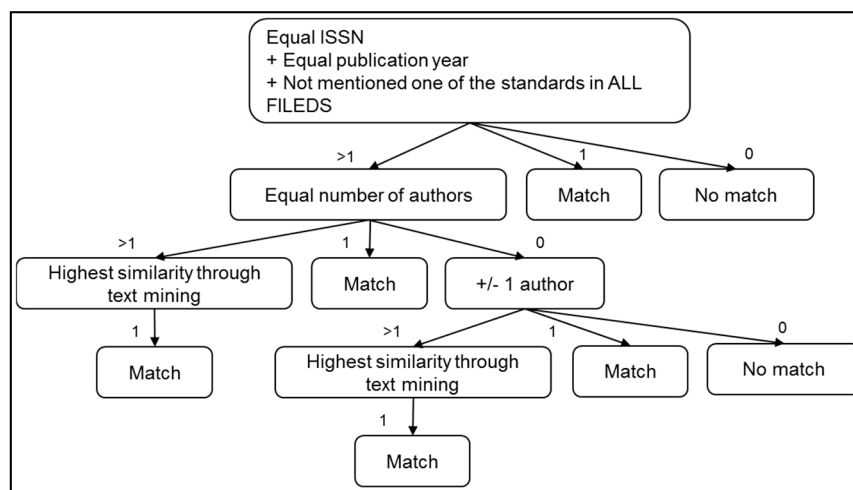 Equal ISSN
+ Equal publication year
+ Not mentioned one of the standards in ALL
FILEDS
>1
1
0
Equal number of authors
Match
No match
>1
1
0
Highest similarity through
text mining
Match
+/- 1 author
1
>1
1
0
Match
Highest similarity through
text mining
Match
No match
1
Match